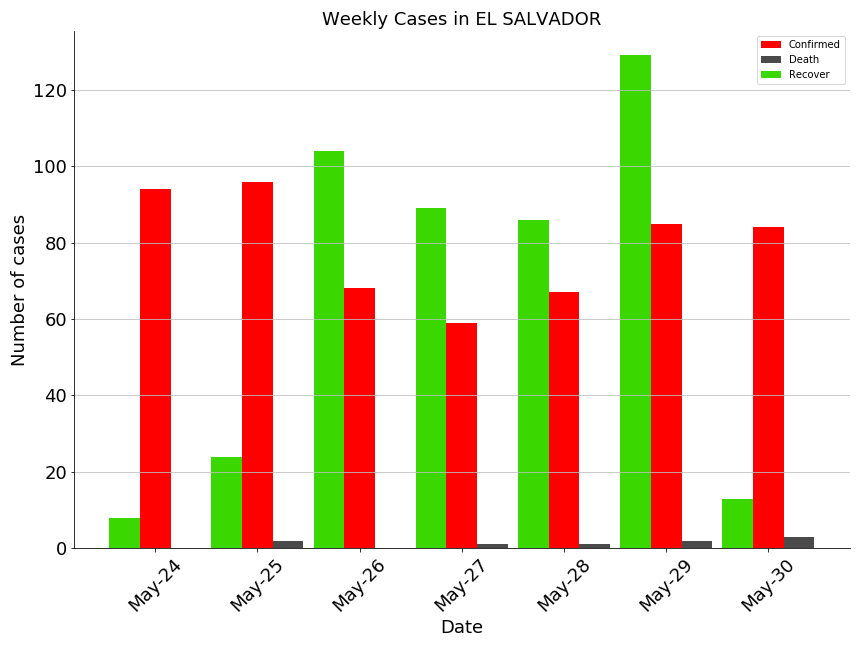 Weekly Cases in EL SALVADOR
Confirmed
Death
Recover
Number of cases
120
100
80
60
40
20
0
May-24
May-25
May-26
May-27
May-28
May-29
May-30
Date